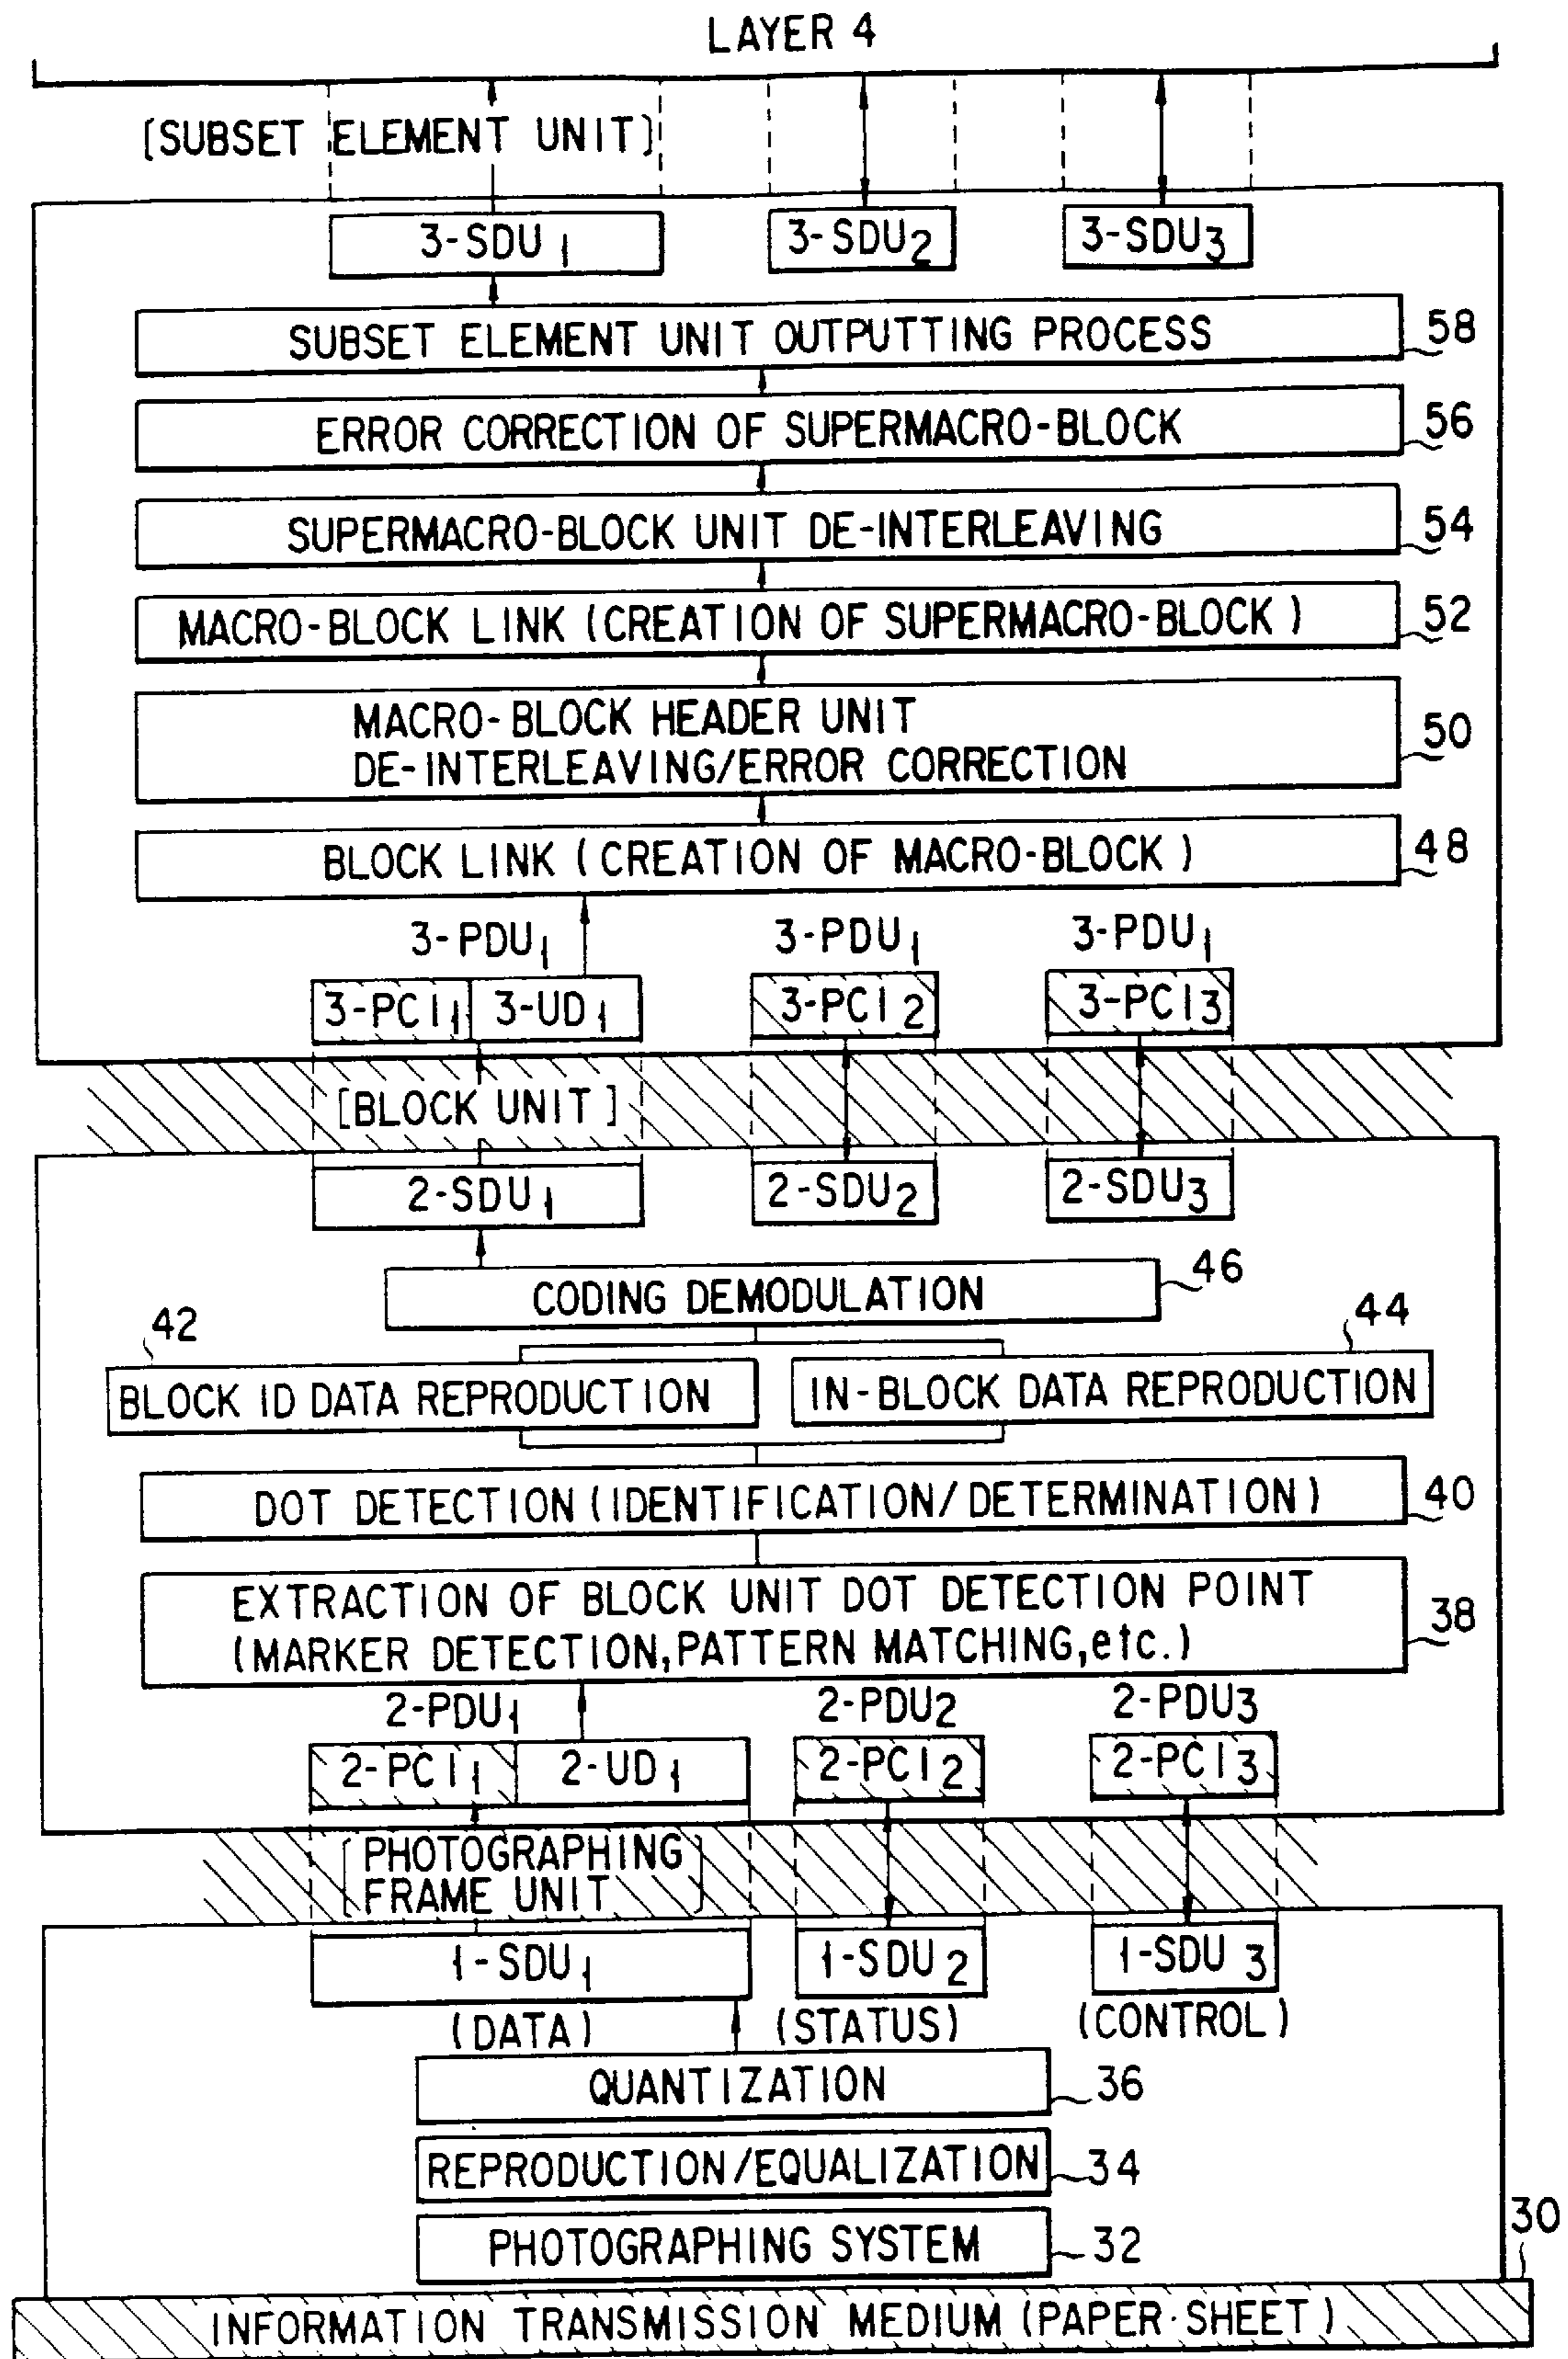 LAYER 4
[SUBSET ELEMENT UNIT]
3-SDU1 3-SDU2 3-SDU3
SUBSET ELEMENT UNIT OUTPUTTING PROCESS 58
ERROR CORRECTION OF SUPERMACRO-BLOCK 56
SUPERMACRO-BLOCK UNIT DE-INTERLEAVING 54
MACRO-BLOCK LINK (CREATION OF SUPERMACRO-BLOCK) 52
MACRO-BLOCK HEADER UNIT
DE-INTERLEAVING/ERROR CORRECTION 50
BLOCK LINK (CREATION OF MACRO-BLOCK) 48
3-PDU1 3-PDU1 3-PDU1
3-PCI1 3-UD1 3-PCI2 3-PCI3
[BLOCK UNIT]
2-SDU1 2-SDU2 2-SDU3
CODING DEMODULATION 46
42 44
BLOCK ID DATA REPRODUCTION IN-BLOCK DATA REPRODUCTION
DOT DETECTION (IDENTIFICATION/DETERMINATION) 40
EXTRACTION OF BLOCK UNIT DOT DETECTION POINT
(MARKER DETECTION,PATTERN MATCHING,etc.) 38
2-PDU1 2-PDU2 2-PDU3
2-PCI1 2-UD1 2-PCI2 2-PCI3
[PHOTOGRAPHING
FRAME UNIT]
1-SDU1 1-SDU2 1-SDU3
(DATA) (STATUS) (CONTROL)
QUANTIZATION 36
REPRODUCTION/EQUALIZATION 34
PHOTOGRAPHING SYSTEM 32
30
INFORMATION TRANSMISSION MEDIUM (PAPER·SHEET)